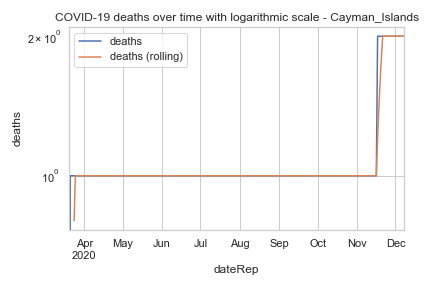 COVID-19 deaths over time with logarithmic scale - Cayman_Islands
2 × 10⁰
deaths
deaths (rolling)
deaths
10⁰
Apr May Jun Jul Aug Sep Oct Nov Dec
2020
dateRep